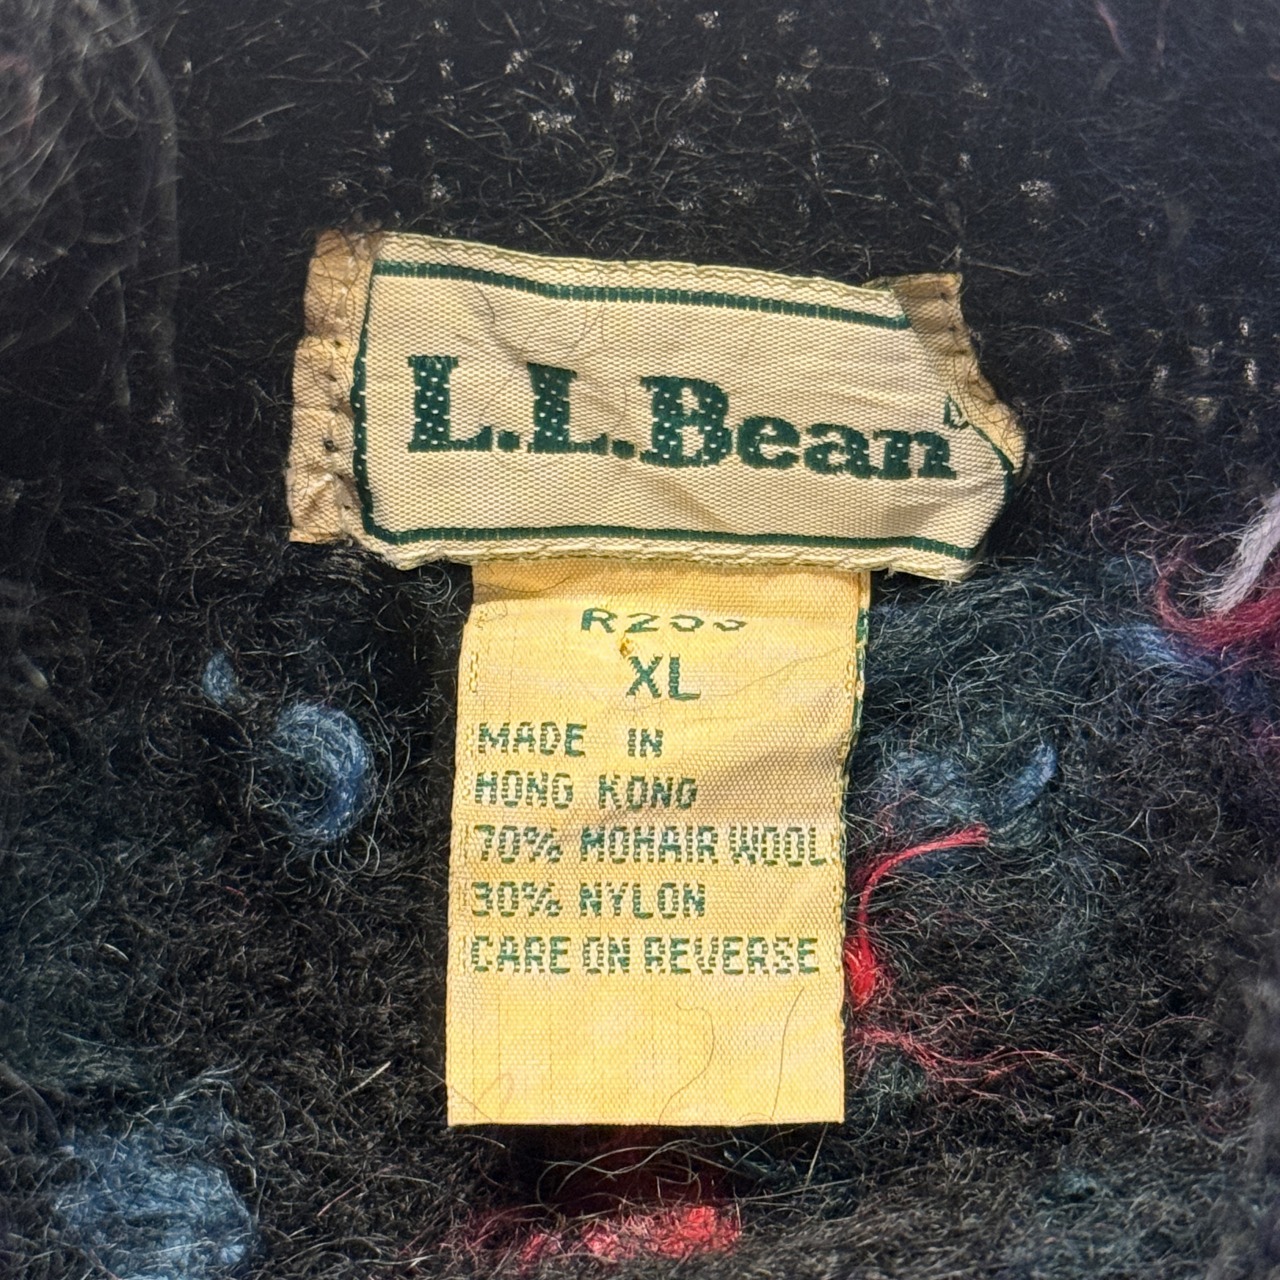 L.L.Bean®
XL
MADE IN
HONG KONG
70% MOHAIR WOOL
30% NYLON
CARE ON REVERSE